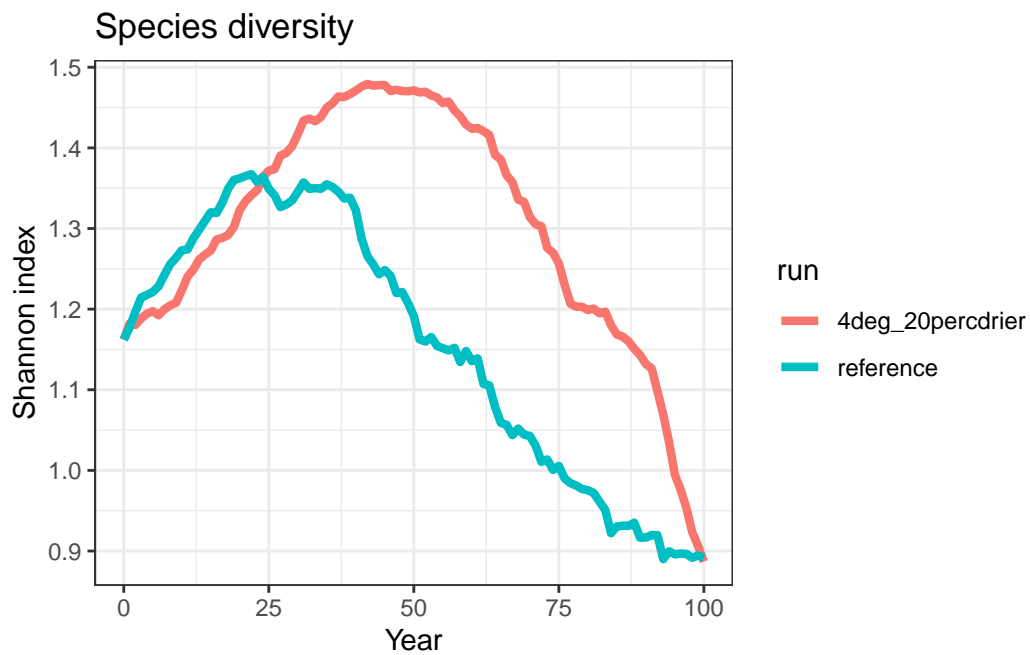 Species diversity
Shannon index
1.5
1.4
1.3
1.2
1.1
1.0
0.9
0
25
50
75
100
Year
run
4deg_20percdrier
reference